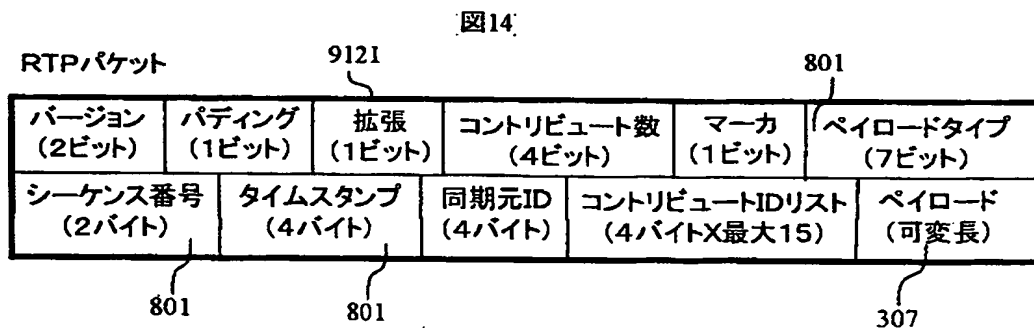 図14
RTPパケット
9121
801
バージョン
(2ビット)
パディング
(1ビット)
拡張
(1ビット)
コントリビュート数
(4ビット)
マーカ
(1ビット)
ペイロードタイプ
(7ビット)
シーケンス番号
(2バイト)
タイムスタンプ
(4バイト)
同期元ID
(4バイト)
コントリビュートIDリスト
(4バイトX最大15)
ペイロード
(可変長)
801
801
307